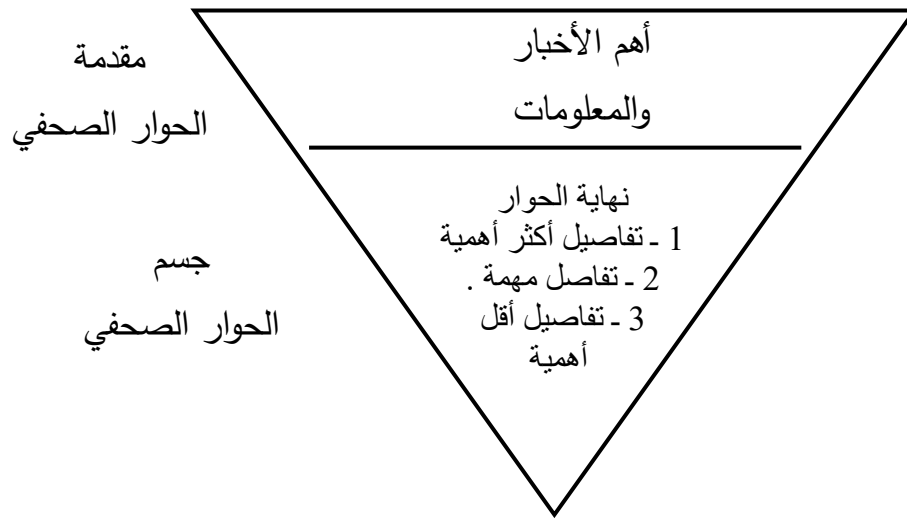 أهم الأخبار
والمعلومات
مقدمة
الحوار الصحفي
نهاية الحوار
1 ـ تفاصيل أكثر أهمية
2 ـ تفاصل مهمة .
3 ـ تفاصيل أقل
أهمية
جسم
الحوار الصحفي